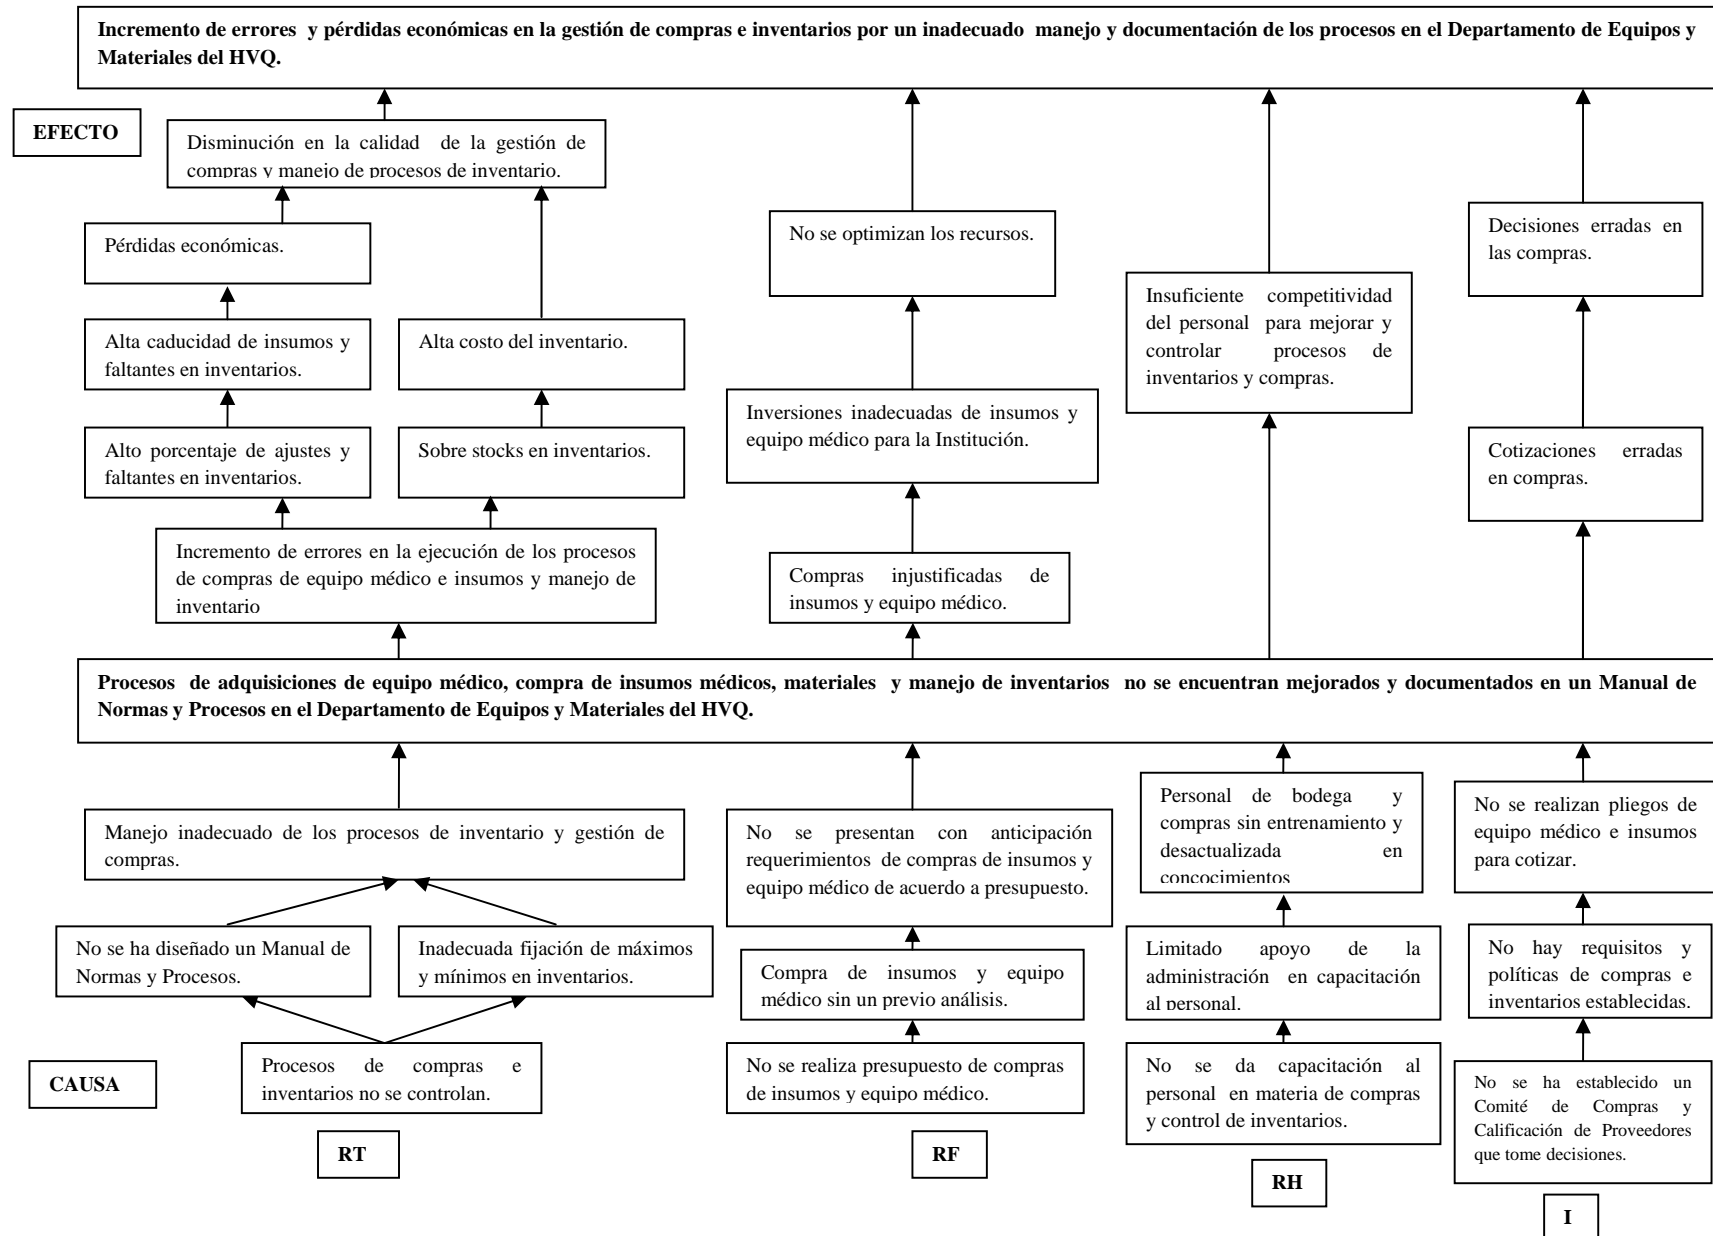 Incremento de errores y pérdidas económicas en la gestión de compras e inventarios por un inadecuado manejo y documentación de los procesos en el Departamento de Equipos y
Materiales del HVQ.
EFECTO
Disminución en la calidad de la gestión de
compras y manejo de procesos de inventario.
Pérdidas económicas.
No se optimizan los recursos.
Decisiones erradas en
las compras.
Insuficiente competitividad
del personal para mejorar y
controlar procesos de
inventarios y compras.
Alta caducidad de insumos y
faltantes en inventarios.
Alta costo del inventario.
Inversiones inadecuadas de insumos y
equipo médico para la Institución.
Alto porcentaje de ajustes y
faltantes en inventarios.
Sobre stocks en inventarios.
Cotizaciones erradas
en compras.
Incremento de errores en la ejecución de los procesos
de compras de equipo médico e insumos y manejo de
inventario
Compras injustificadas de
insumos y equipo médico.
Procesos de adquisiciones de equipo médico, compra de insumos médicos, materiales y manejo de inventarios no se encuentran mejorados y documentados en un Manual de
Normas y Procesos en el Departamento de Equipos y Materiales del HVQ.
Manejo inadecuado de los procesos de inventario y gestión de
compras.
No se presentan con anticipación
requerimientos de compras de insumos y
equipo médico de acuerdo a presupuesto.
Personal de bodega y
compras sin entrenamiento y
desactualizada en
concocimientos
No se realizan pliegos de
equipo médico e insumos
para cotizar.
No se ha diseñado un Manual de
Normas y Procesos.
Inadecuada fijación de máximos
y mínimos en inventarios.
Compra de insumos y equipo
médico sin un previo análisis.
Limitado apoyo de la
administración en capacitación
al personal.
No hay requisitos y
políticas de compras e
inventarios establecidas.
CAUSA
Procesos de compras e
inventarios no se controlan.
No se realiza presupuesto de compras
de insumos y equipo médico.
No se da capacitación al
personal en materia de compras
y control de inventarios.
No se ha establecido un
Comité de Compras y
Calificación de Proveedores
que tome decisiones.
RT
RF
RH
I